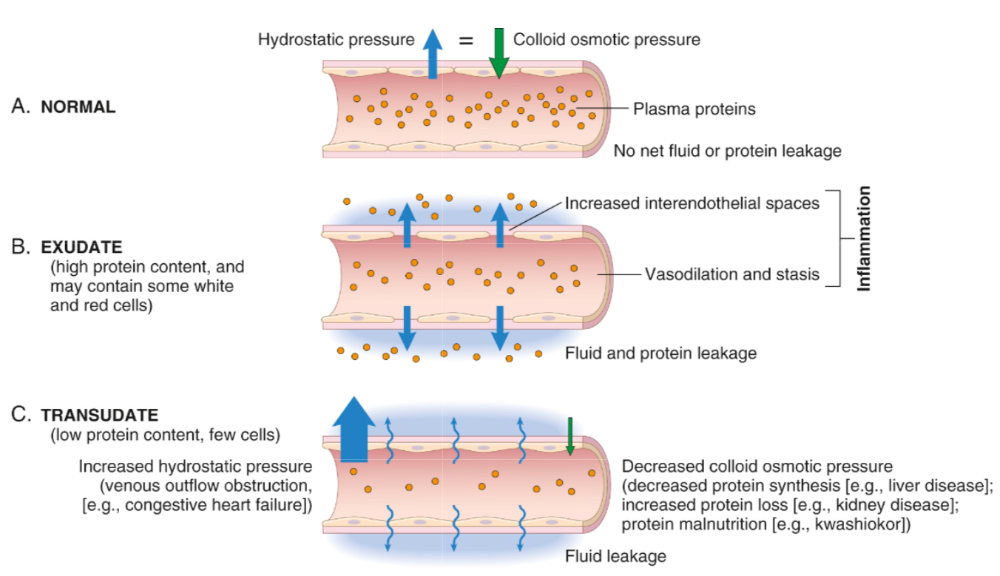 Hydrostatic pressure = Colloid osmotic pressure
A. NORMAL
Plasma proteins
No net fluid or protein leakage
B. EXUDATE
(high protein content, and
may contain some white
and red cells)
Increased interendothelial spaces
Vasodilation and stasis
Inflammation
Fluid and protein leakage
C. TRANSUDATE
(low protein content, few cells)
Increased hydrostatic pressure
(venous outflow obstruction,
[e.g., congestive heart failure])
Decreased colloid osmotic pressure
(decreased protein synthesis [e.g., liver disease];
increased protein loss [e.g., kidney disease];
protein malnutrition [e.g., kwashiokor])
Fluid leakage